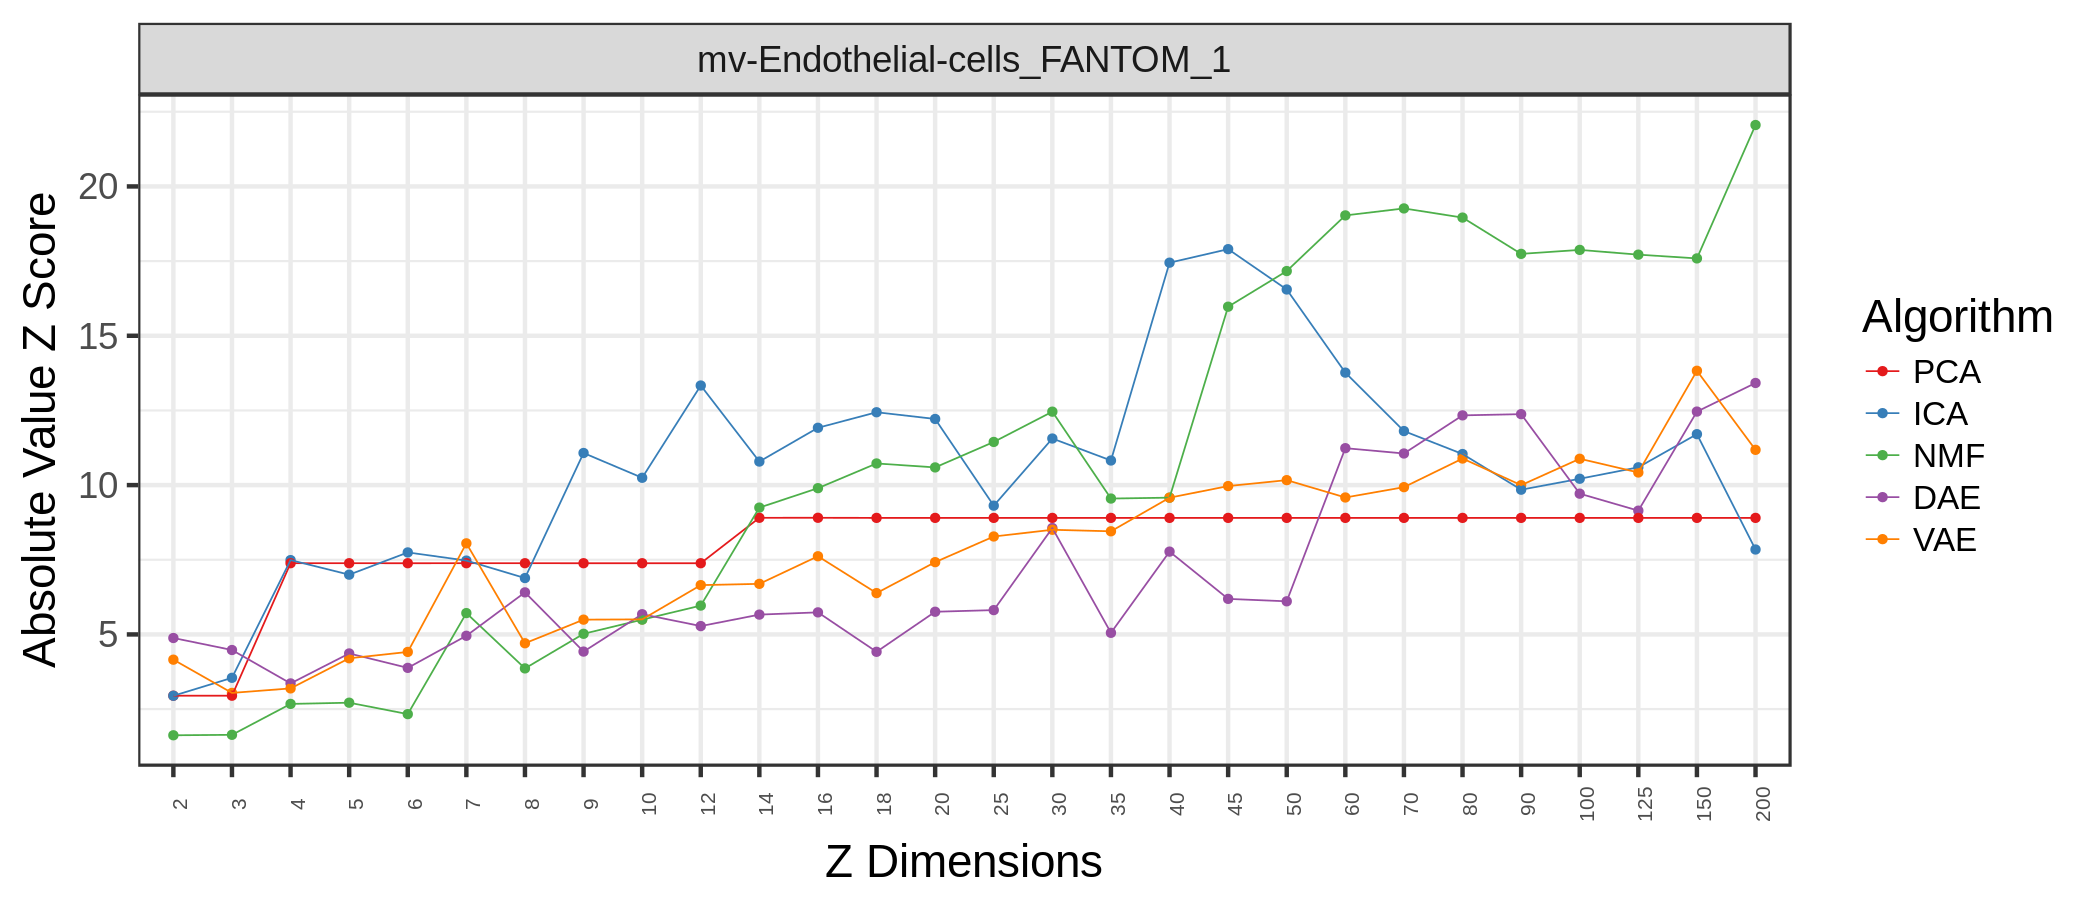 mv-Endothelial-cells_FANTOM_1
Absolute Value Z Score
20
15
10
5
2 3 4 5 6 7 8 9 10 12 14 16 18 20 25 30 35 40 45 50 60 70 80 90 100 125 150 200
Z Dimensions
Algorithm
PCA
ICA
NMF
DAE
VAE